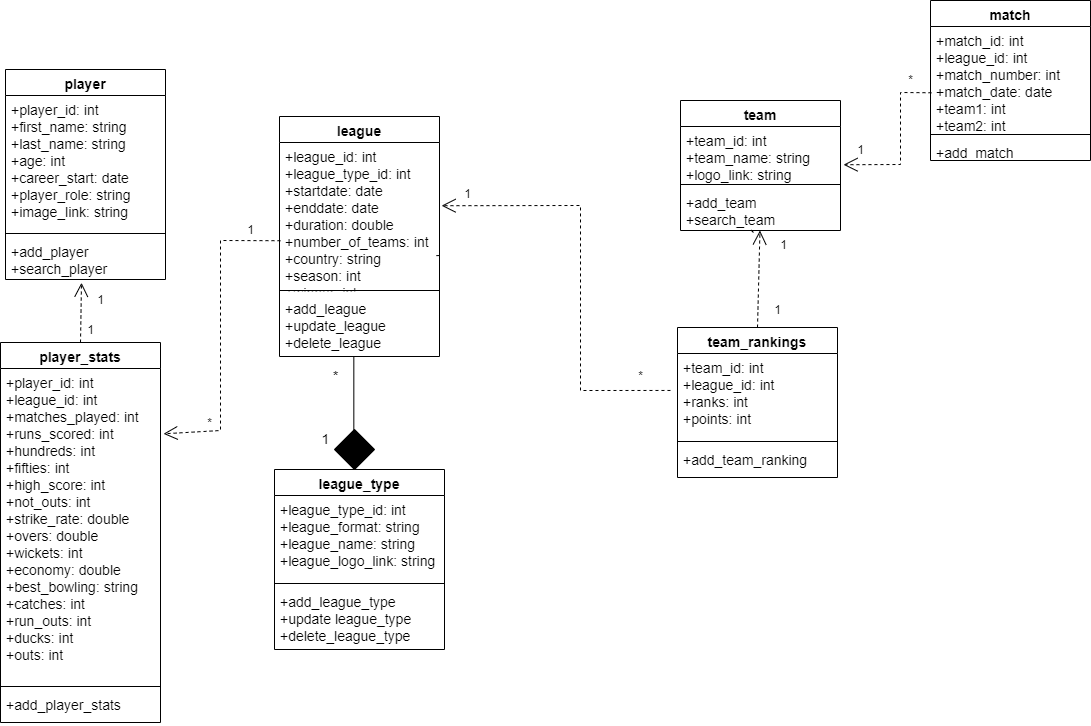 match
+match_id: int
+league_id: int
+match_number: int
+match_date: date
+team1: int
+team2: int
+add_match
*
1
player
+player_id: int
+first_name: string
+last_name: string
+age: int
+career_start: date
+player_role: string
+image_link: string
+add_player
+search_player
1
1
team
+team_id: int
+team_name: string
+logo_link: string
+add_team
+search_team
1
1
league
+league_id: int
+league_type_id: int
+startdate: date
+enddate: date
+duration: double
+number_of_teams: int
+country: string
+season: int
+add_league
+update_league
+delete_league
1
1
*
*
*
1
team_rankings
+team_id: int
+league_id: int
+ranks: int
+points: int
+add_team_ranking
player_stats
+player_id: int
+league_id: int
+matches_played: int
+runs_scored: int
+hundreds: int
+fifties: int
+high_score: int
+not_outs: int
+strike_rate: double
+overs: double
+wickets: int
+economy: double
+best_bowling: string
+catches: int
+run_outs: int
+ducks: int
+outs: int
+add_player_stats
league_type
+league_type_id: int
+league_format: string
+league_name: string
+league_logo_link: string
+add_league_type
+update league_type
+delete_league_type